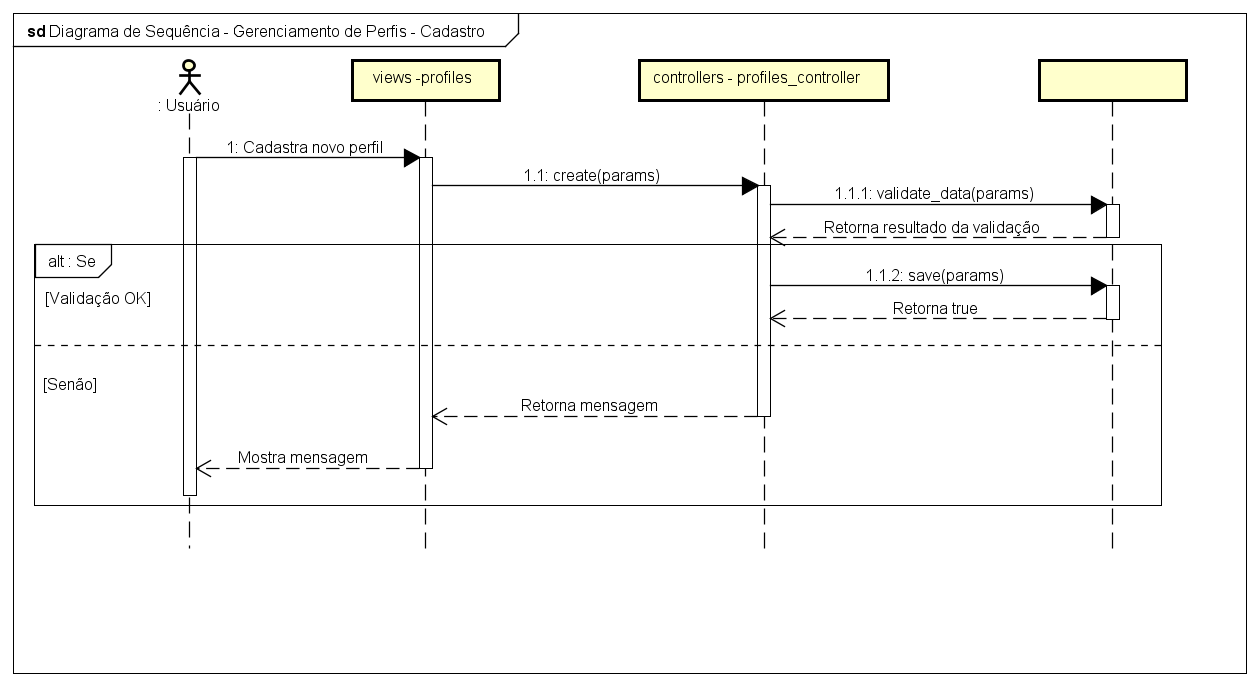 sd Diagrama de Sequência - Gerenciamento de Perfis - Cadastro
: Usuário
views -profiles
controllers - profiles_controller
1: Cadastra novo perfil
1.1: create(params)
1.1.1: validate_data(params)
Retorna resultado da validação
alt : Se
[Validação OK]
1.1.2: save(params)
Retorna true
[Senão]
Retorna mensagem
Mostra mensagem